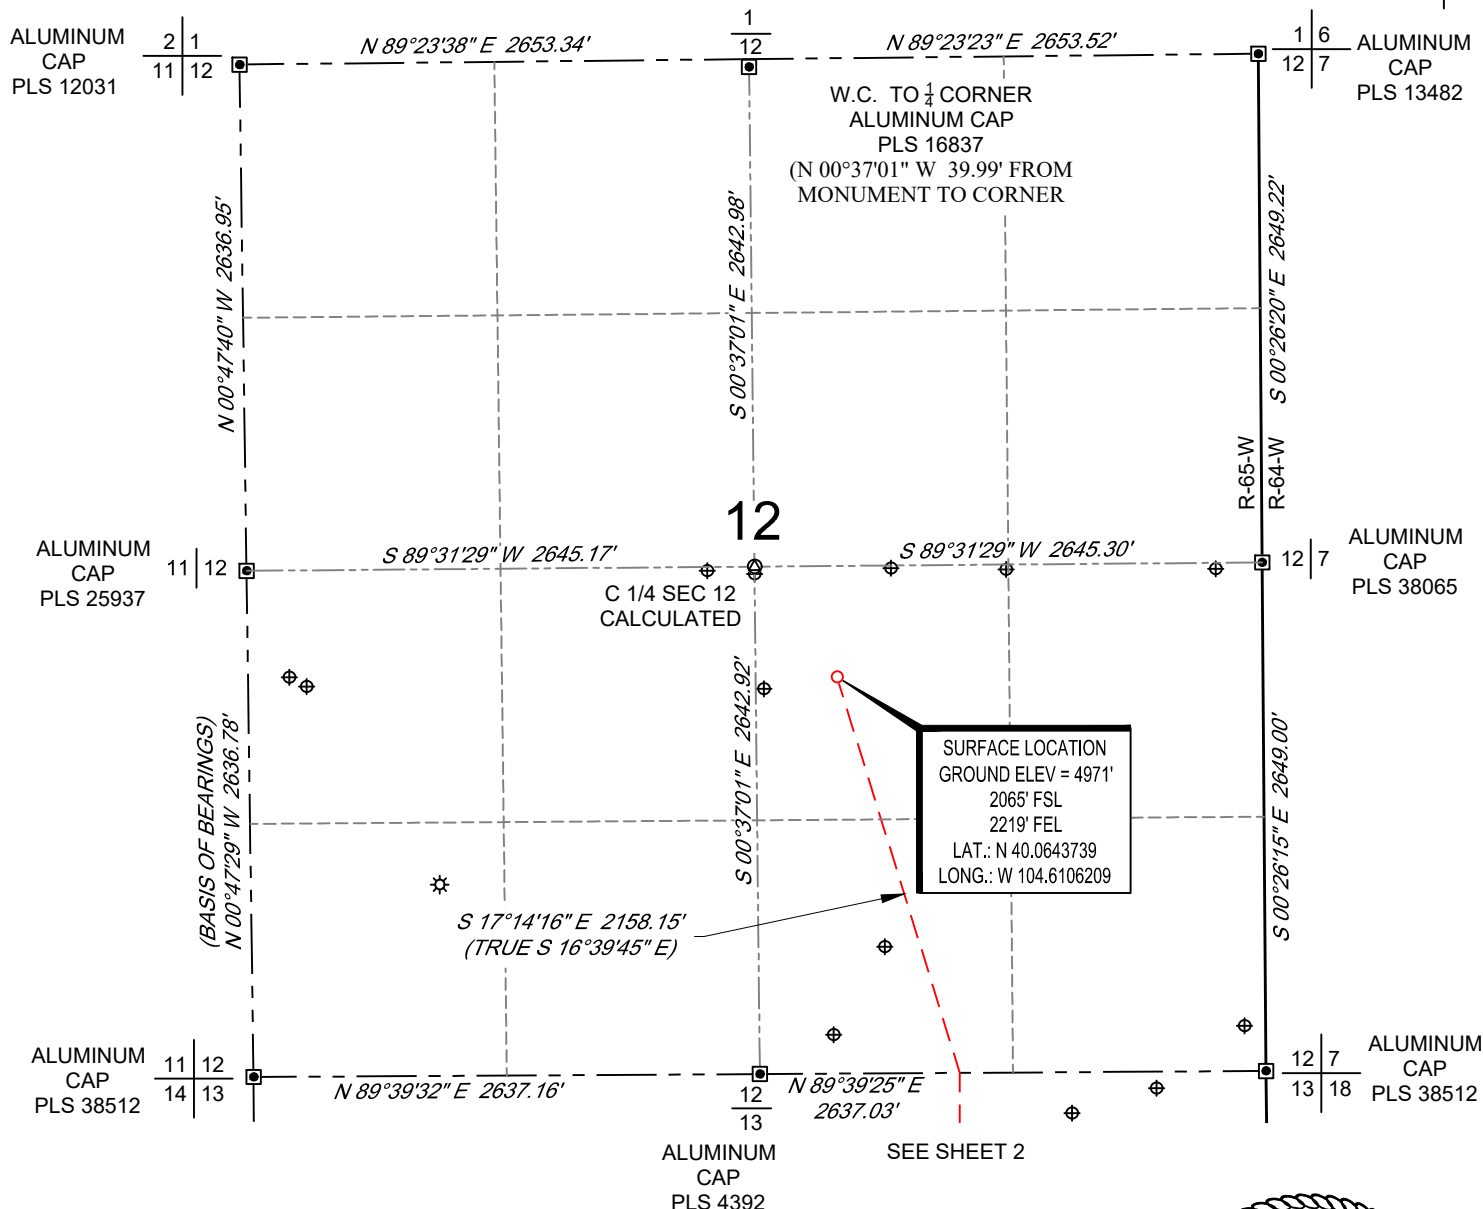 ALUMINUM
CAP
PLS 12031
2 1
11 12
N 89°23'38" E 2653.34'
1
12
N 89°23'23" E 2653.52'
1 6
12 7
ALUMINUM
CAP
PLS 13482
W.C. TO 1/4 CORNER
ALUMINUM CAP
PLS 16837
(N 00°37'01" W 39.99' FROM
MONUMENT TO CORNER
N 00°47'40" W 2636.95'
S 00°37'01" E 2642.98'
S 00°26'20" E 2649.22'
R-65-W
R-64-W
12
ALUMINUM
CAP
PLS 25937
11 12
S 89°31'29" W 2645.17'
S 89°31'29" W 2645.30'
12 7
ALUMINUM
CAP
PLS 38065
C 1/4 SEC 12
CALCULATED
(BASIS OF BEARINGS)
N 00°47'29" W 2636.78'
S 00°37'01" E 2642.92'
SURFACE LOCATION
GROUND ELEV = 4971'
2065' FSL
2219' FEL
LAT.: N 40.0643739
LONG.: W 104.6106209
S 00°26'15" E 2649.00'
S 17°14'16" E 2158.15'
(TRUE S 16°39'45" E)
ALUMINUM
CAP
PLS 38512
11 12
14 13
N 89°39'32" E 2637.16'
12
13
N 89°39'25" E
2637.03'
12 7
13 18
ALUMINUM
CAP
PLS 38512
ALUMINUM
CAP
PLS 4392
SEE SHEET 2